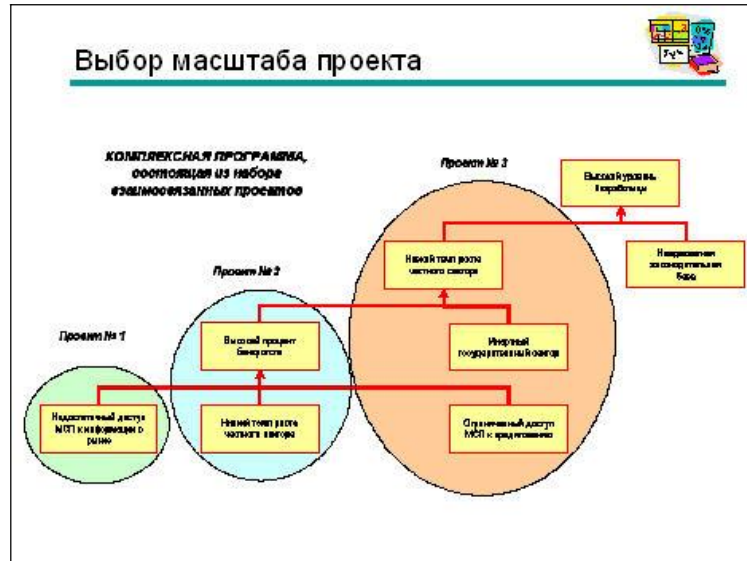 Выбор масштаба проекта
КОМПЛЕКСНАЯ ПРОГРАММА,
состоящая из набора
взаимосвязанных проектов
Проект № 3
Высокий уровень
безработицы
Низкий темп роста
частного сектора
законодательная
база
Проект № 2
Высокий процент
банкротств
Инертный
государственный сектор
Проект № 1
Недостаточный доступ
МСП к информации о
рынке
Низкий темп роста
частного сектора
Ограниченный доступ
МСП к кредитованию